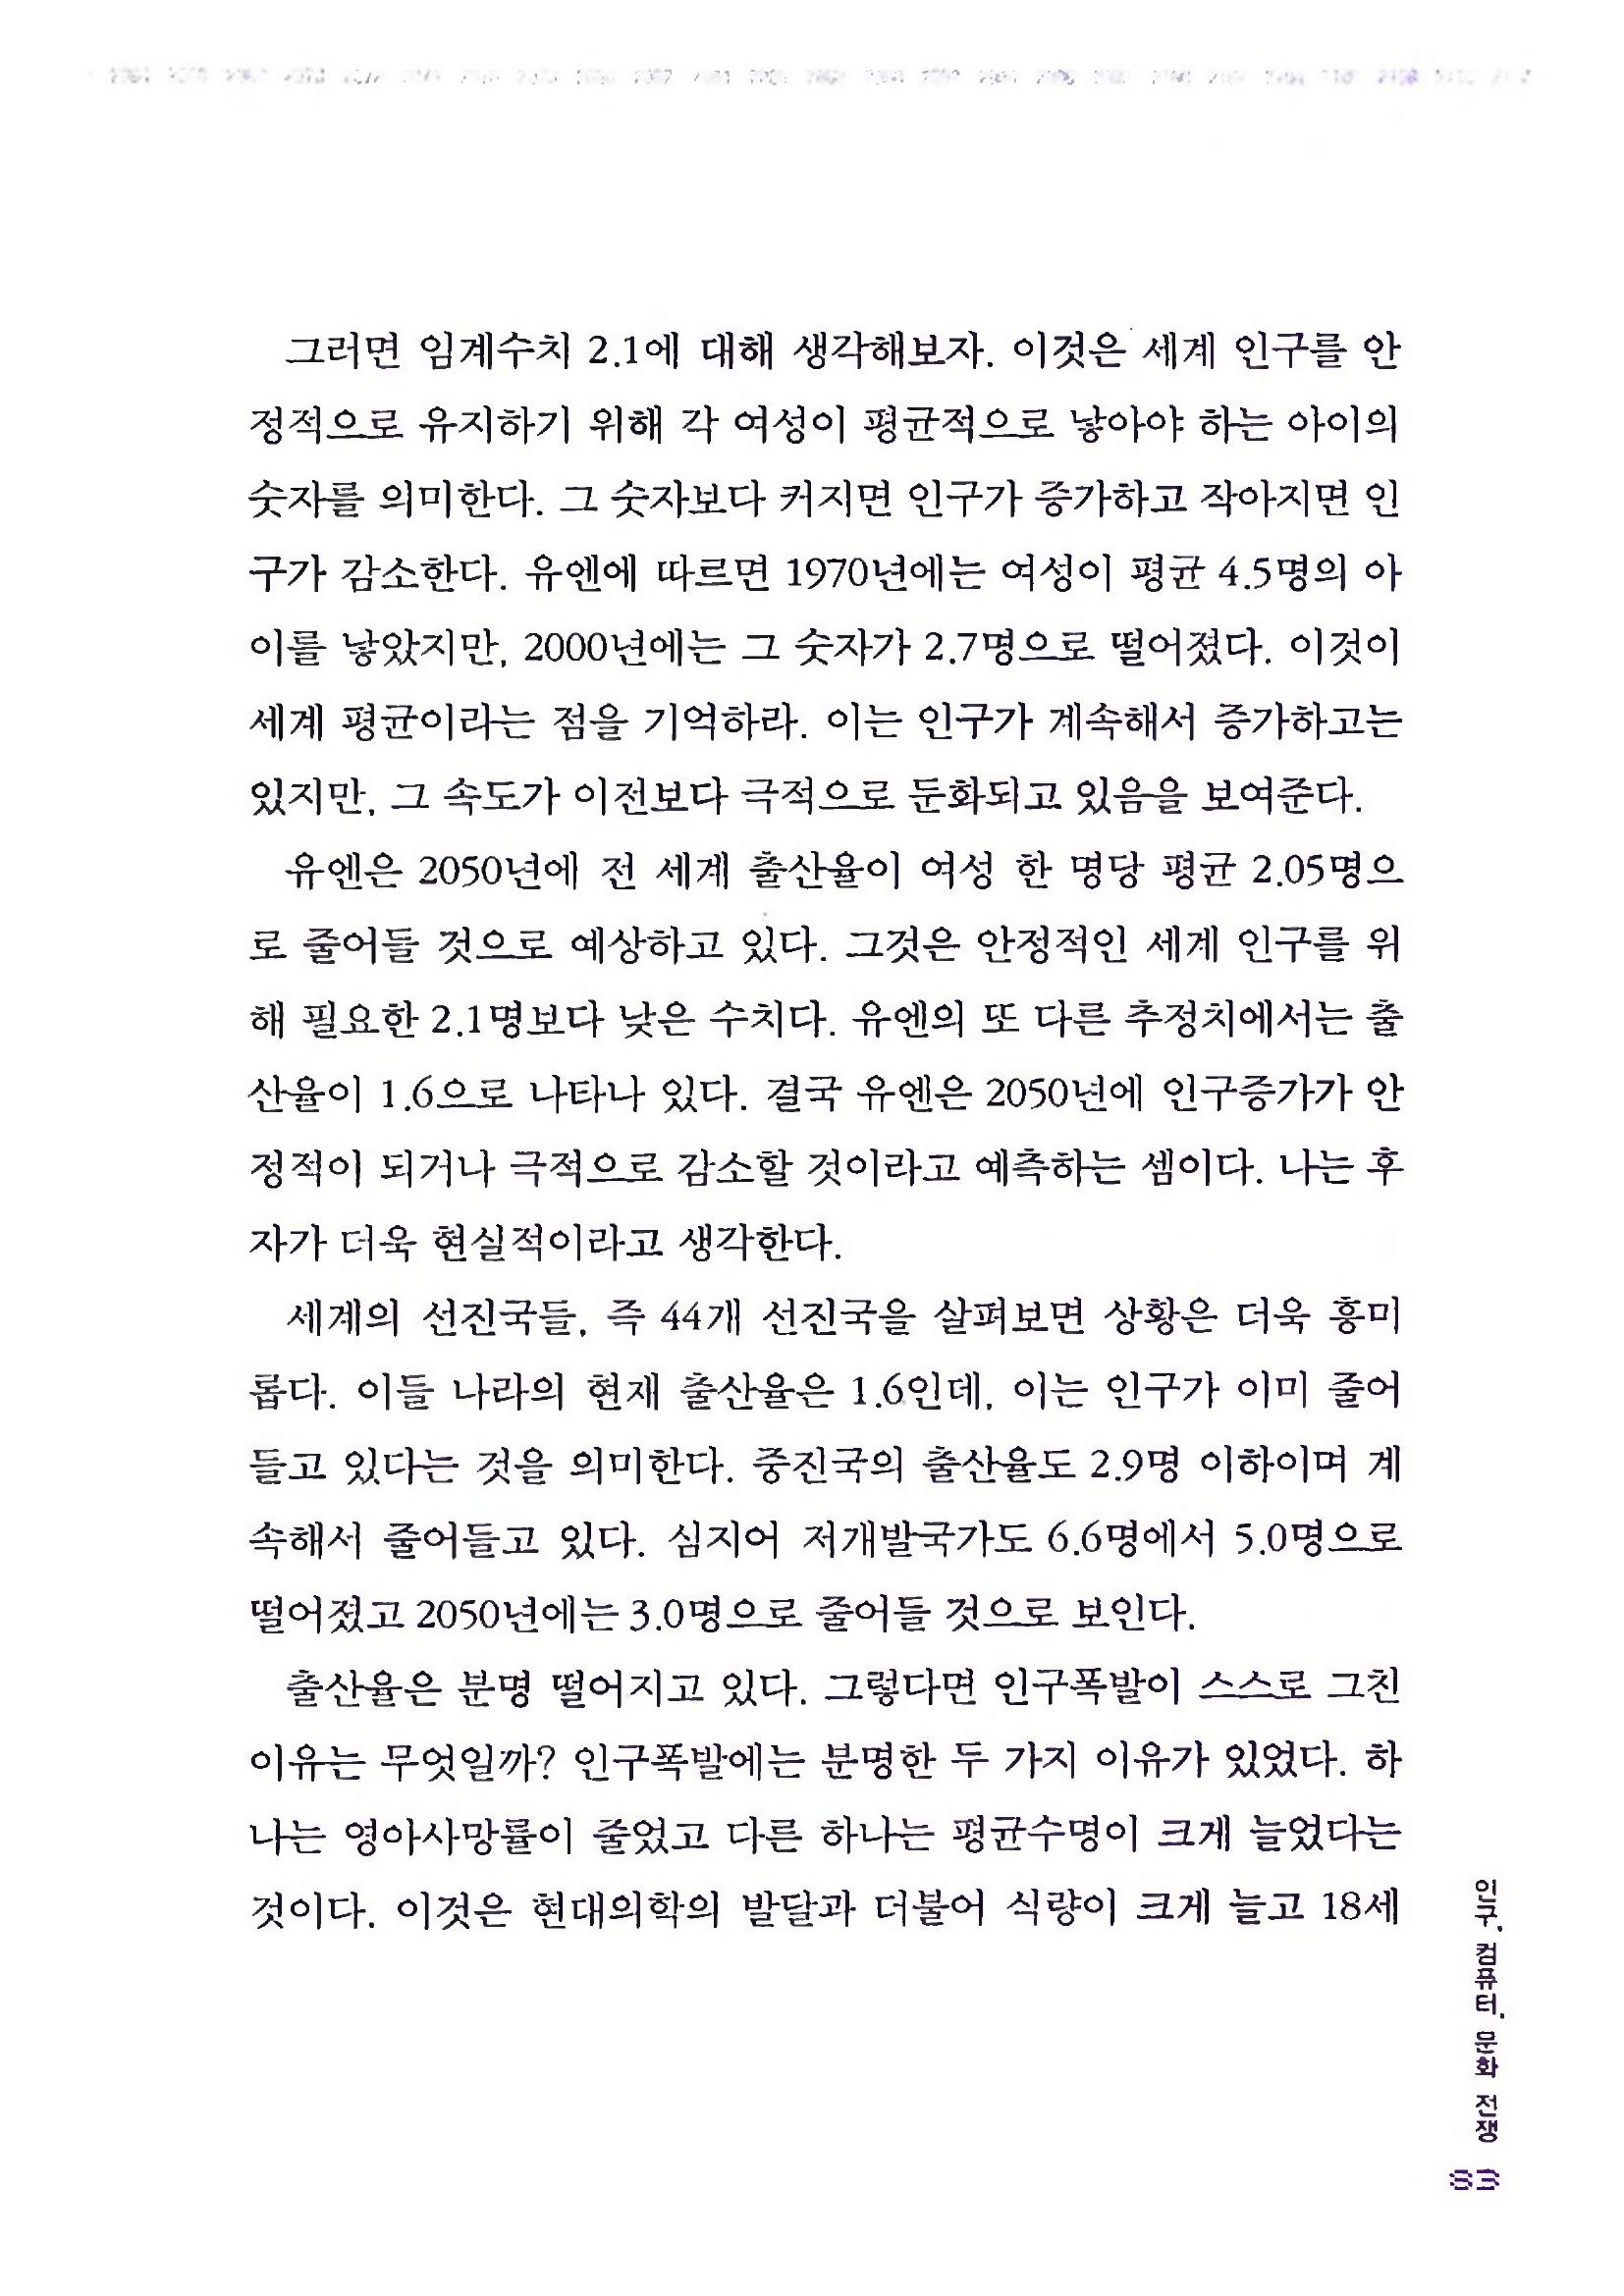 그러면 임계수치 2.1에 대해 생각해보자. 이것은 세계 인구를 안
정적으로 유지하기 위해 각 여성이 평균적으로 낳아야 하는 아이의
숫자를 의미한다. 그 숫자보다 커지면 인구가 증가하고 작아지면 인
구가 감소한다. 유엔에 따르면 1970년에는 여성이 평균 4.5명의 아
이를 낳았지만, 2000년에는 그 숫자가 2.7명으로 떨어졌다. 이것이
세계 평균이라는 점을 기억하라. 이는 인구가 계속해서 증가하고는
있지만, 그 속도가 이전보다 극적으로 둔화되고 있음을 보여준다.
유엔은 2050년에 전 세계 출산율이 여성 한 명당 평균 2.05명으
로 줄어들 것으로 예상하고 있다. 그것은 안정적인 세계 인구를 위
해 필요한 2.1명보다 낮은 수치다. 유엔의 또 다른 추정치에서는 출
산율이 1.6으로 나타나 있다. 결국 유엔은 2050년에 인구증가가 안
정적이 되거나 극적으로 감소할 것이라고 예측하는 셈이다. 나는 후
자가 더욱 현실적이라고 생각한다.
세계의 선진국들, 즉 44개 선진국을 살펴보면 상황은 더욱 흥미
롭다. 이들 나라의 현재 출산율은 1.6인데, 이는 인구가 이미 줄어
들고 있다는 것을 의미한다. 중진국의 출산율도 2.9명 이하이며 계
속해서 줄어들고 있다. 심지어 저개발국가도 6.6명에서 5.0명으로
떨어졌고 2050년에는 3.0명으로 줄어들 것으로 보인다.
출산율은 분명 떨어지고 있다. 그렇다면 인구폭발이 스스로 그친
이유는 무엇일까? 인구폭발에는 분명한 두 가지 이유가 있었다. 하
나는 영아사망률이 줄었고 다른 하나는 평균수명이 크게 늘었다는
것이다. 이것은 현대의학의 발달과 더불어 식량이 크게 늘고 18세
인구, 컴퓨터, 문화 전쟁
83